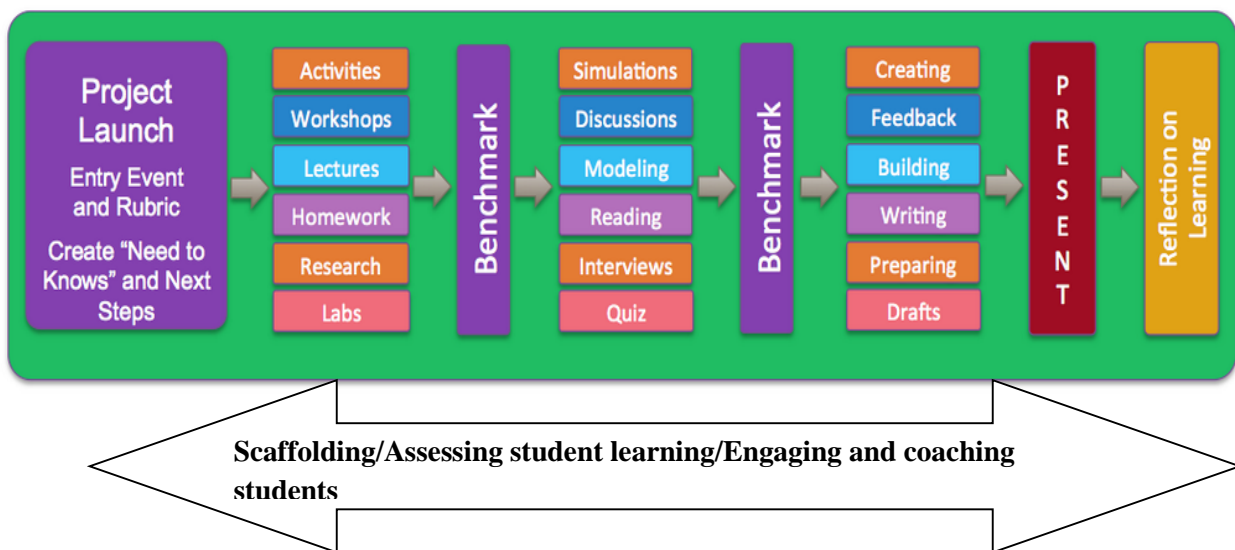 Project
Launch
Entry Event
and Rubric
Create “Need to
Knows” and Next
Steps
Activities
Workshops
Lectures
Homework
Research
Labs
Benchmark
Simulations
Discussions
Modeling
Reading
Interviews
Quiz
Benchmark
Creating
Feedback
Building
Writing
Preparing
Drafts
PRESENT
Reflection on
Learning
Scaffolding/Assessing student learning/Engaging and coaching
students